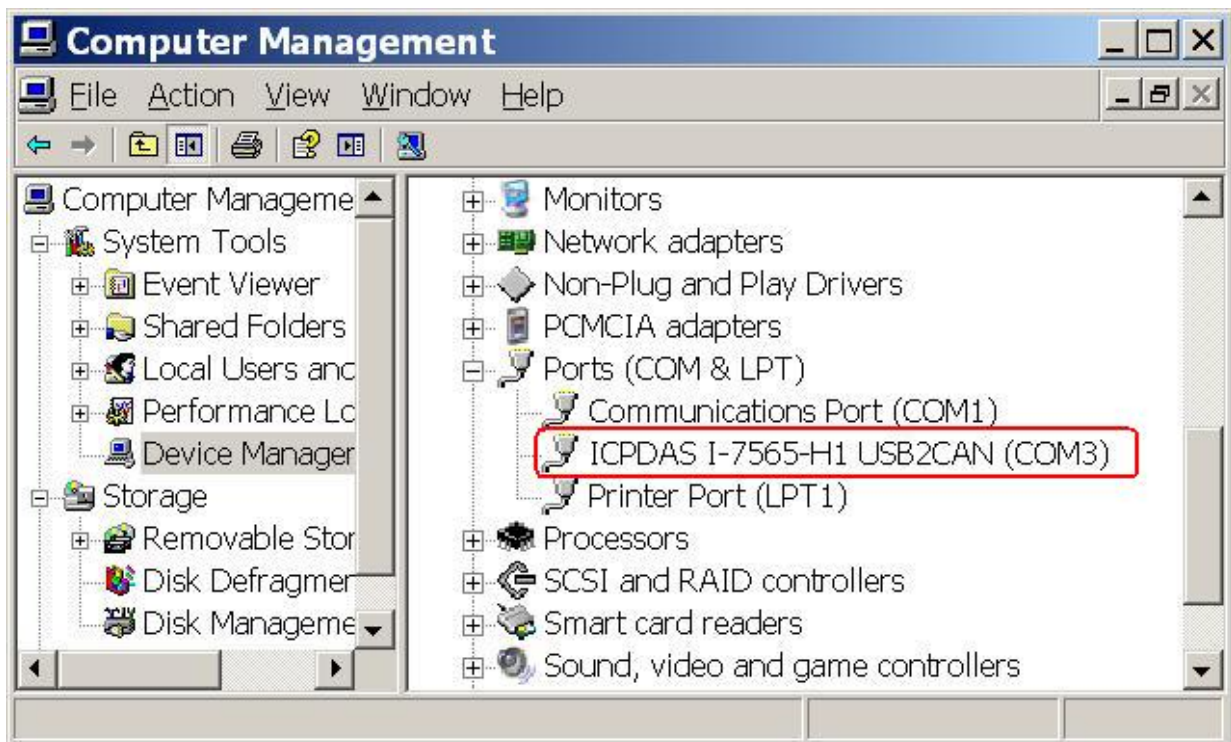 Computer Management
File Action View Window Help
Computer Manageme
System Tools
Event Viewer
Shared Folders
Local Users and
Performance Lo
Device Manager
Storage
Removable Stor
Disk Defragmer
Disk Manageme
Monitors
Network adapters
Non-Plug and Play Drivers
PCMCIA adapters
Ports (COM & LPT)
Communications Port (COM1)
ICPDAS I-7565-H1 USB2CAN (COM3)
Printer Port (LPT1)
Processors
SCSI and RAID controllers
Smart card readers
Sound, video and game controllers